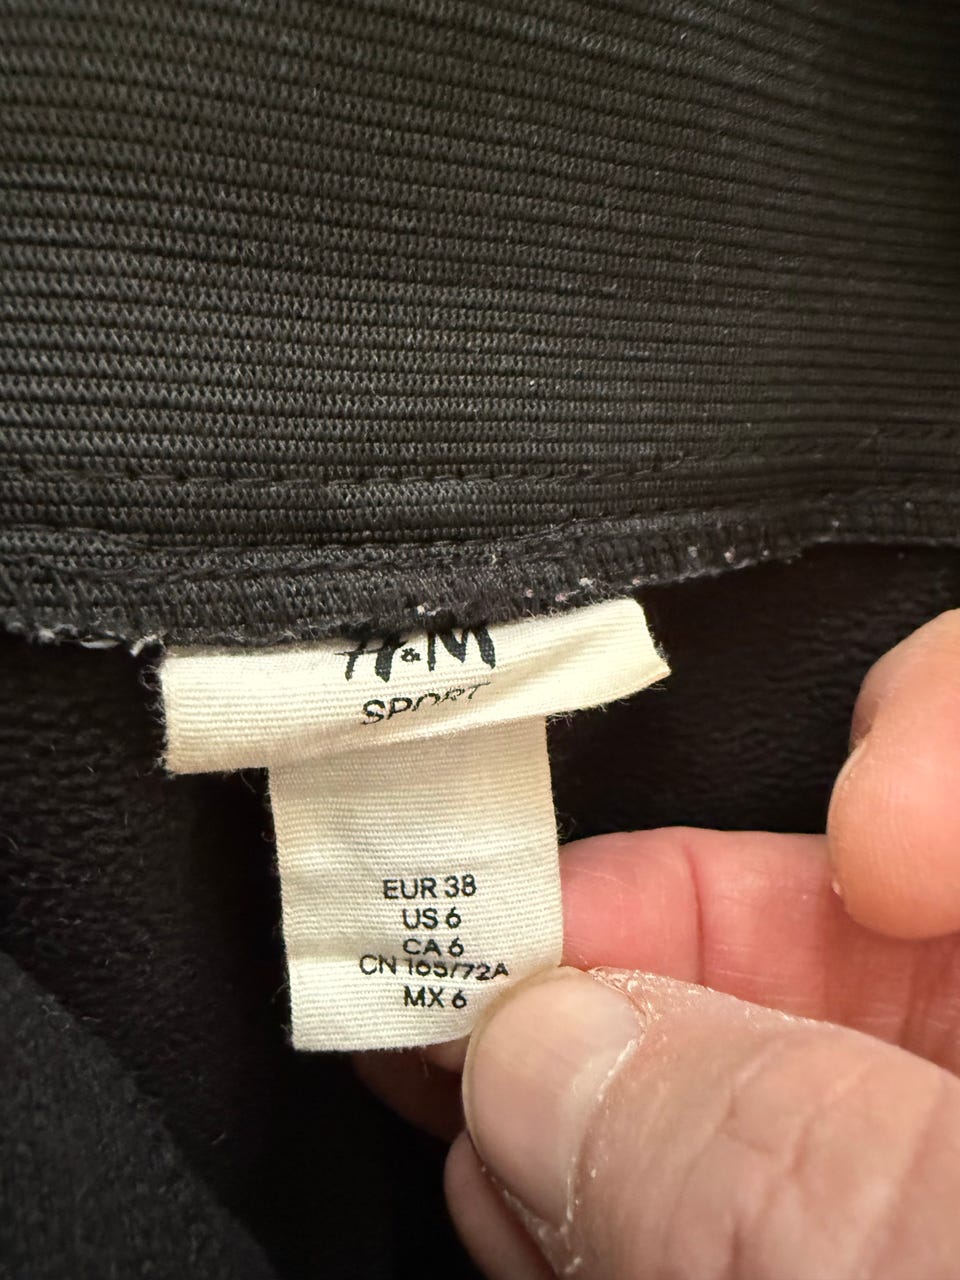 H&M
SPORT
EUR 38
US 6
CA 6
CN 165/72A
MX 6